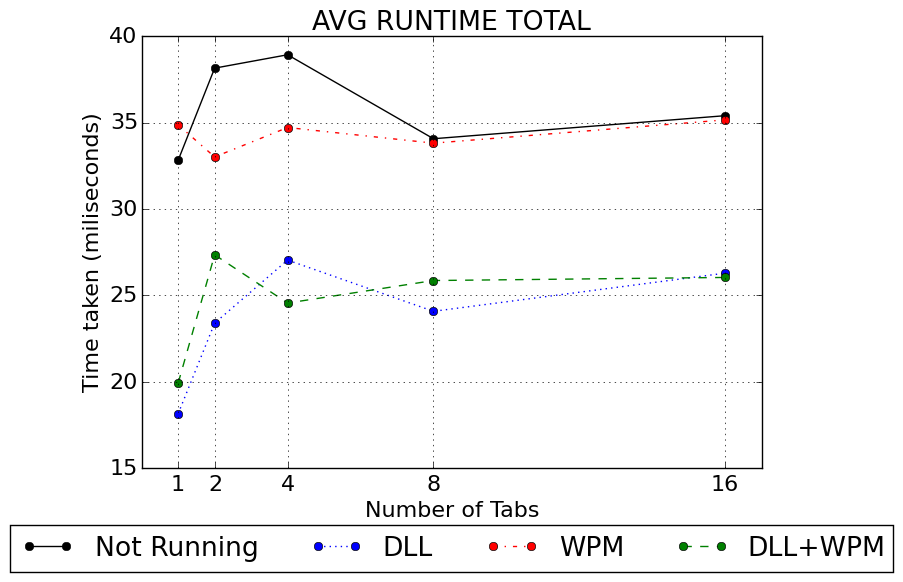 AVG RUNTIME TOTAL
40
35
30
25
20
15
Time taken (miliseconds)
1 2 4 8 16
Number of Tabs
Not Running DLL WPM DLL+WPM